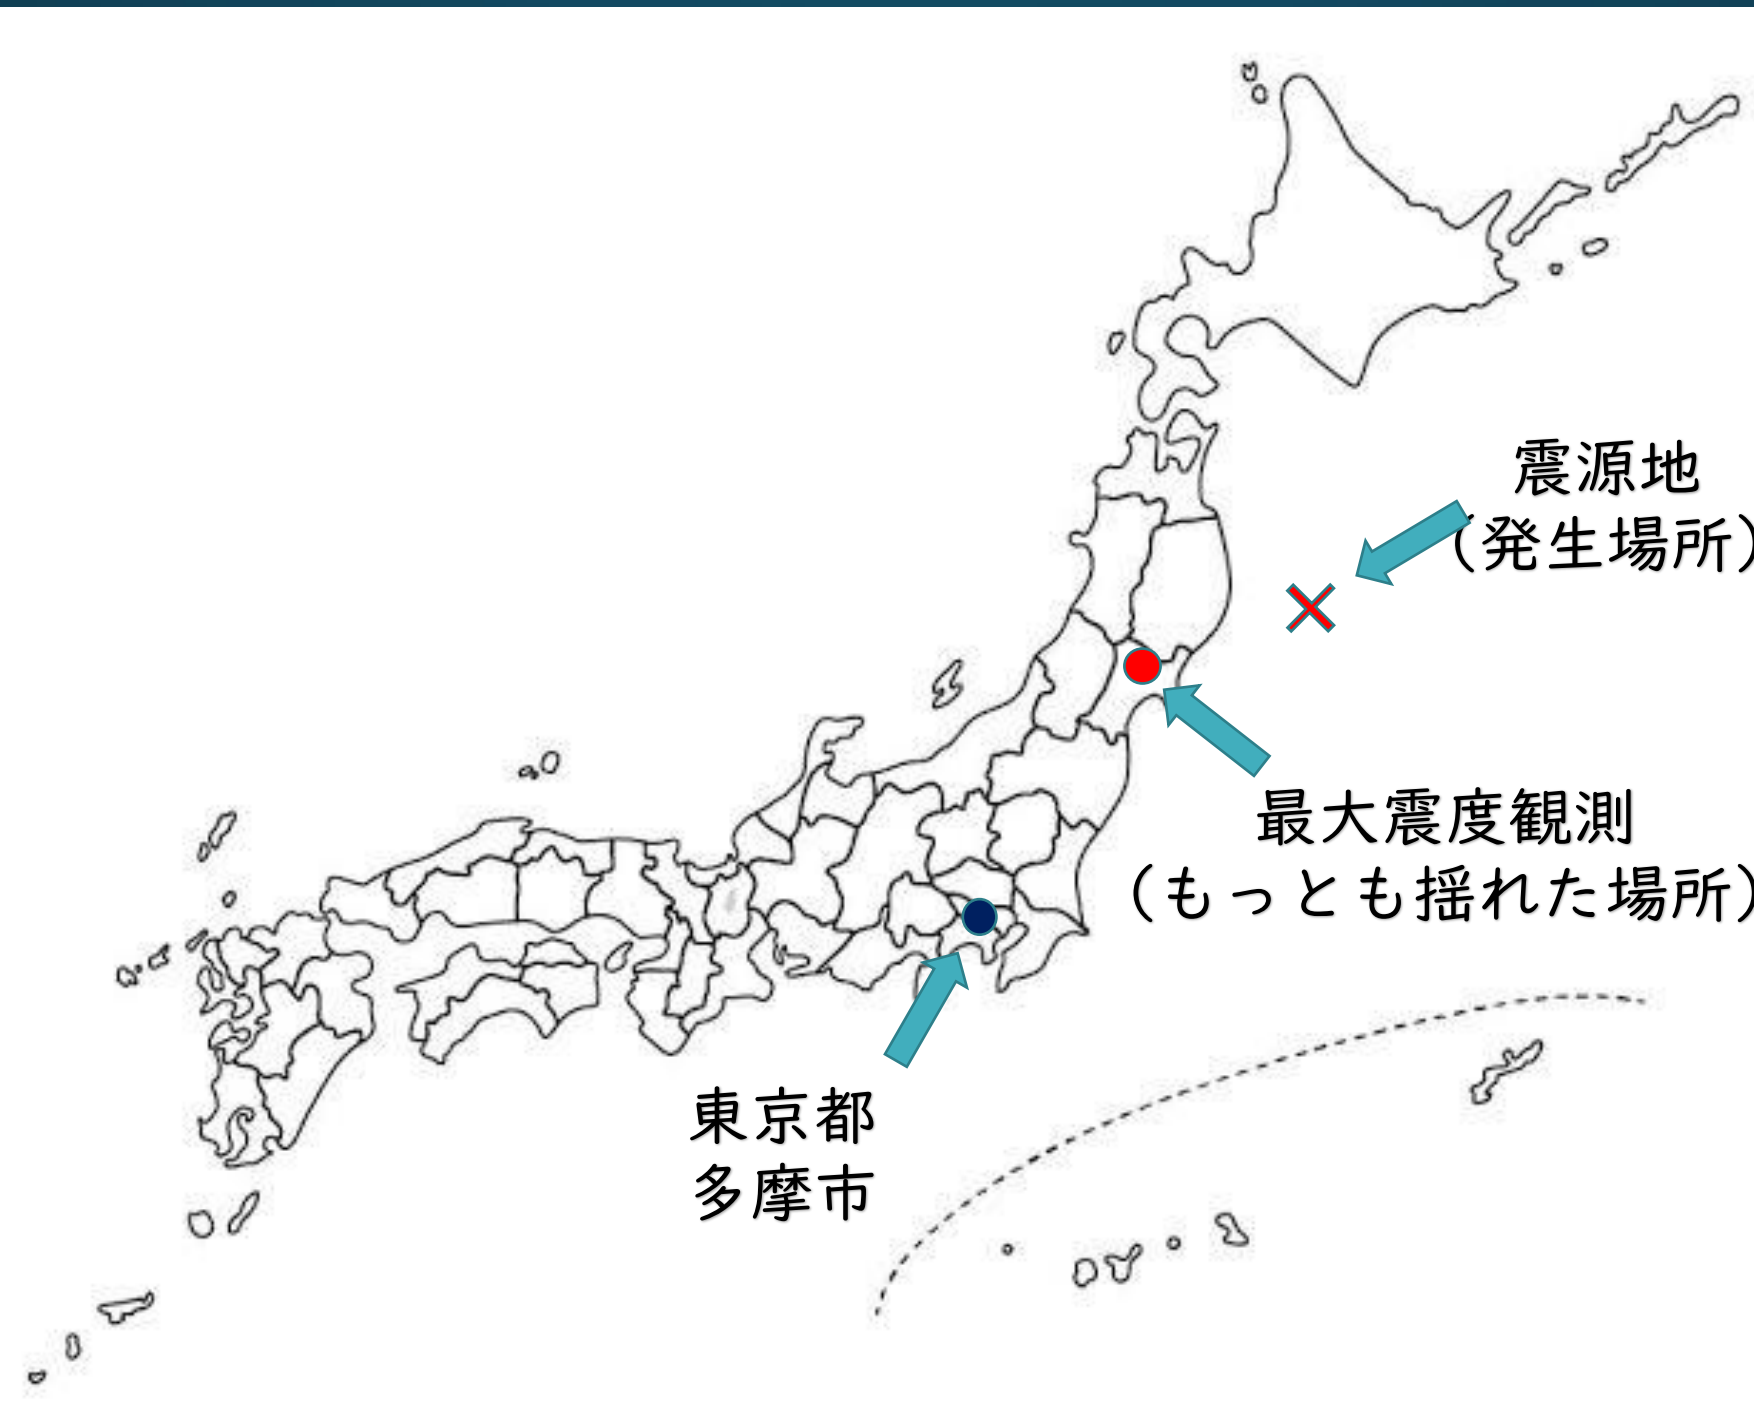 震源地
（発生場所）
最大震度観測
（もっとも揺れた場所）
東京都
多摩市